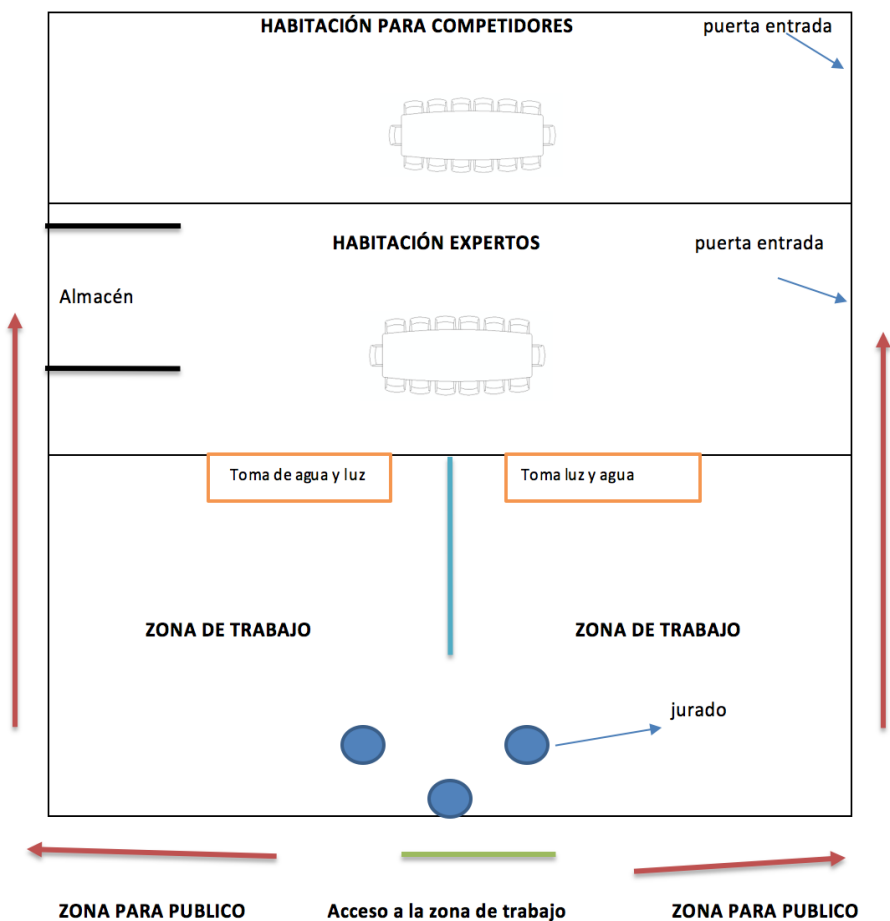 HABITACIÓN PARA COMPETIDORES
puerta entrada
HABITACIÓN EXPERTOS
puerta entrada
Almacén
Toma de agua y luz
Toma luz y agua
ZONA DE TRABAJO
ZONA DE TRABAJO
jurado
ZONA PARA PUBLICO
Acceso a la zona de trabajo
ZONA PARA PUBLICO